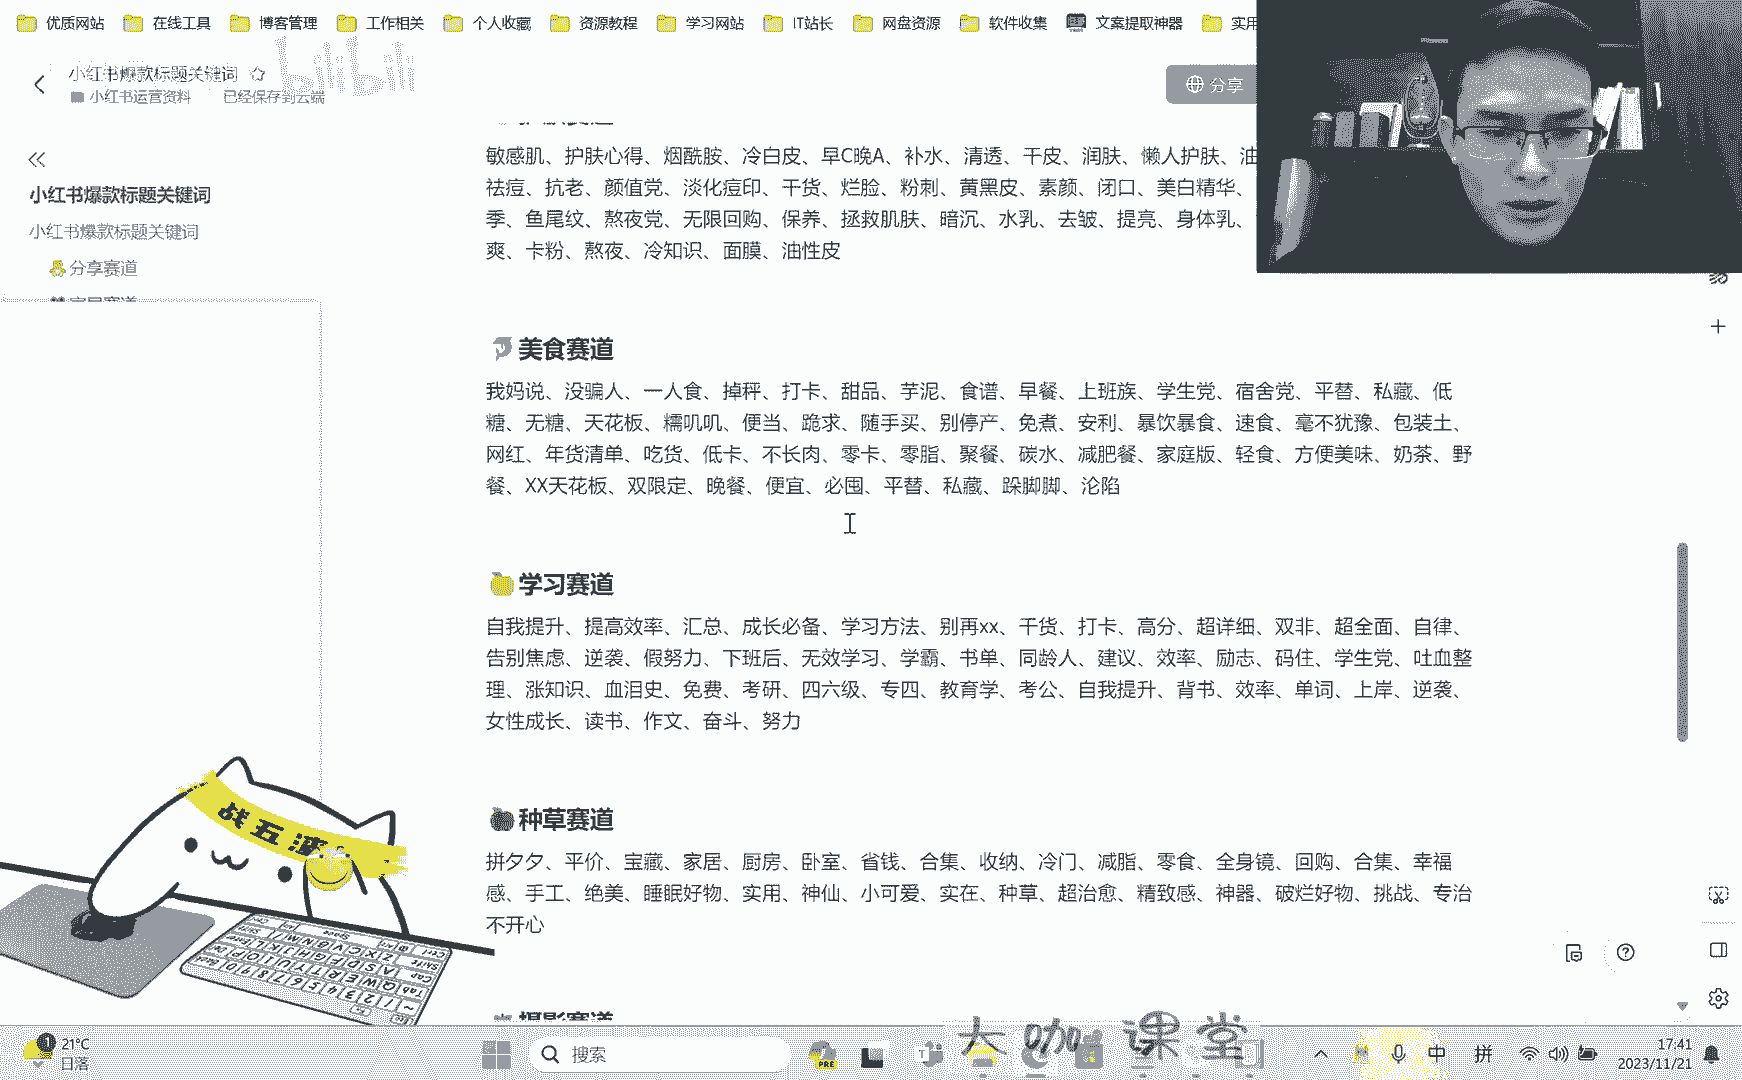 优质网站 在线工具 博客管理 工作相关 个人收藏 资源教程 学习网站 IT站长 网盘资源 软件收集 文案提取神器
小红书爆款标题关键词
bilibili
小红书运营资料 已经保存到云端
分享
小红书爆款标题关键词
小红书爆款标题关键词
分享赛道
敏感肌、护肤心得、烟酰胺、冷白皮、早C晚A、补水、清透、干皮、润肤、懒人护肤、油
祛痘、抗老、颜值党、淡化痘印、干货、烂脸、粉刺、黄黑皮、素颜、闭口、美白精华、
季、鱼尾纹、熬夜党、无限回购、保养、拯救肌肤、暗沉、水乳、去皱、提亮、身体乳、
爽、卡粉、熬夜、冷知识、面膜、油性皮
美食赛道
我妈说、没骗人、一人食、掉秤、打卡、甜品、芋泥、食谱、早餐、上班族、学生党、宿舍党、平替、私藏、低
糖、无糖、天花板、糯叽叽、便当、跪求、随手买、别停产、免煮、安利、暴饮暴食、速食、毫不犹豫、包装土、
网红、年货清单、吃货、低卡、不长肉、零卡、零脂、聚餐、碳水、减肥餐、家庭版、轻食、方便美味、奶茶、野
餐、XX天花板、双限定、晚餐、便宜、必囤、平替、私藏、跺脚脚、沦陷
学习赛道
自我提升、提高效率、汇总、成长必备、学习方法、别再xx、干货、打卡、高分、超详细、双非、超全面、自律、
告别焦虑、逆袭、假努力、下班后、无效学习、学霸、书单、同龄人、建议、效率、励志、码住、学生党、吐血整
理、涨知识、血泪史、免费、考研、四六级、专四、教育学、考公、自我提升、背书、效率、单词、上岸、逆袭、
女性成长、读书、作文、奋斗、努力
种草赛道
拼夕夕、平价、宝藏、家居、厨房、卧室、省钱、合集、收纳、冷门、减脂、零食、全身镜、回购、合集、幸福
感、手工、绝美、睡眠好物、实用、神仙、小可爱、实在、种草、超治愈、精致感、神器、破烂好物、挑战、专治
不开心
战五渣
大咖课堂
21°C
日落
搜索
PRE
中 拼
17:41
2023/11/21